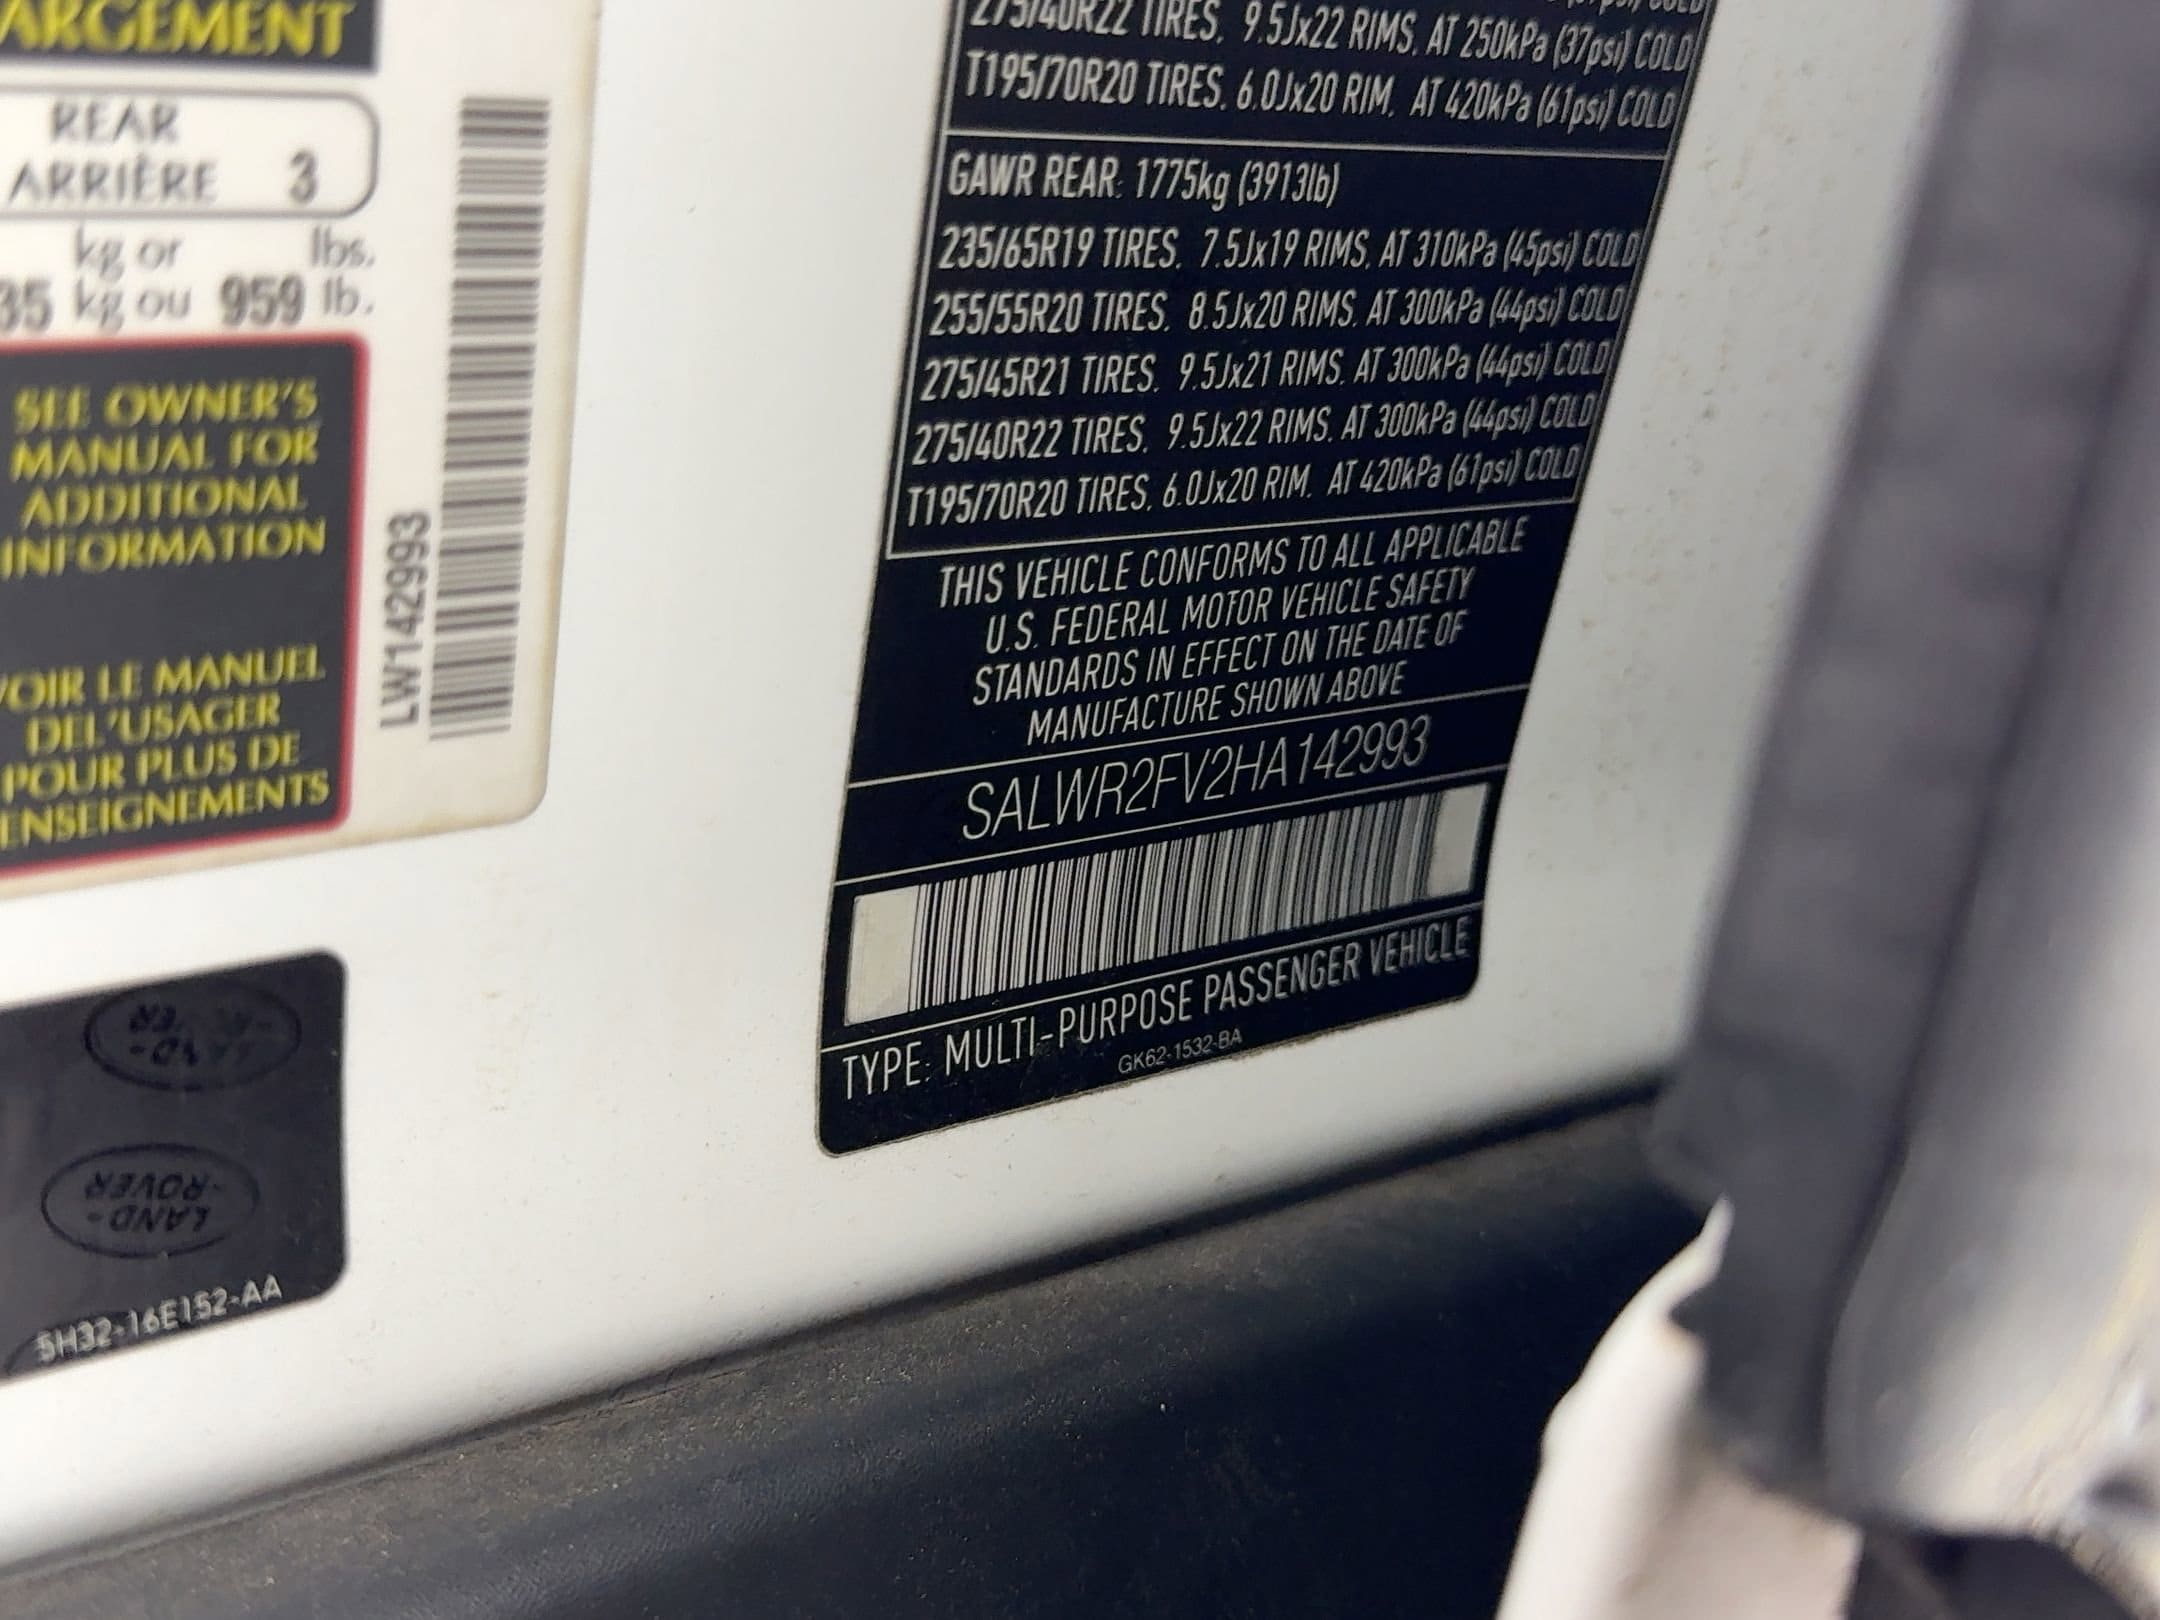 ARGEMENT
REAR
ARRIÈRE 3
kg or lbs.
35 kg ou 959 lb.
SEE OWNER'S
MANUAL FOR
ADDITIONAL
INFORMATION
VOIR LE MANUEL
DEL'USAGER
POUR PLUS DE
ENSEIGNEMENTS
LW142993
LAND-
ROVER
LAND-
-ROVER
5H32-16E152-AA
275/40R22 TIRES, 9.5Jx22 RIMS, AT 250kPa (37psi) COLD
T195/70R20 TIRES, 6.0Jx20 RIM, AT 420kPa (61psi) COLD
GAWR REAR: 1775kg (3913lb)
235/65R19 TIRES, 7.5Jx19 RIMS, AT 310kPa (45psi) COLD
255/55R20 TIRES, 8.5Jx20 RIMS, AT 300kPa (44psi) COLD
275/45R21 TIRES, 9.5Jx21 RIMS, AT 300kPa (44psi) COLD
275/40R22 TIRES, 9.5Jx22 RIMS, AT 300kPa (44psi) COLD
T195/70R20 TIRES, 6.0Jx20 RIM, AT 420kPa (61psi) COLD
THIS VEHICLE CONFORMS TO ALL APPLICABLE
U.S. FEDERAL MOTOR VEHICLE SAFETY
STANDARDS IN EFFECT ON THE DATE OF
MANUFACTURE SHOWN ABOVE
SALWR2FV2HA142993
TYPE: MULTI-PURPOSE PASSENGER VEHICLE
GK62-1532-BA